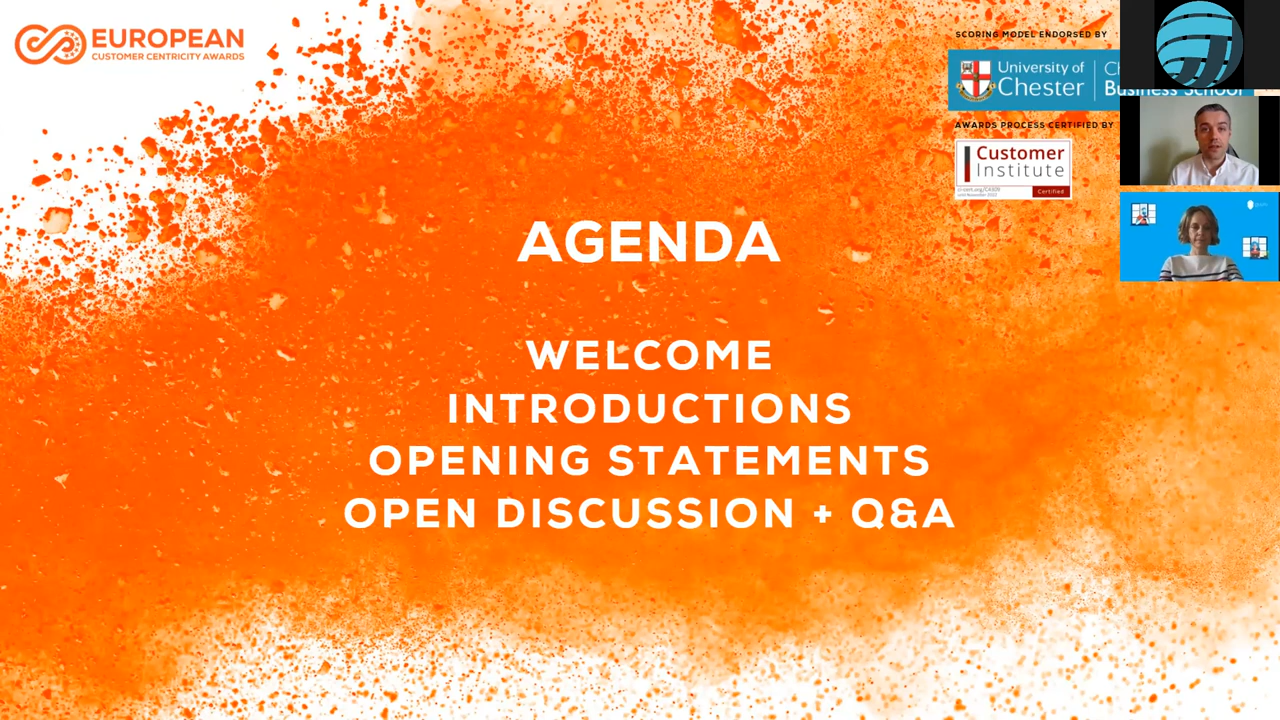 EUROPEAN
CUSTOMER CENTRICITY AWARDS
SCORING MODEL ENDORSED BY
University of
Chester
Business School
AWARDS PROCESS CERTIFIED BY
Customer
Institute
Certified
AGENDA
WELCOME
INTRODUCTIONS
OPENING STATEMENTS
OPEN DISCUSSION + Q&A